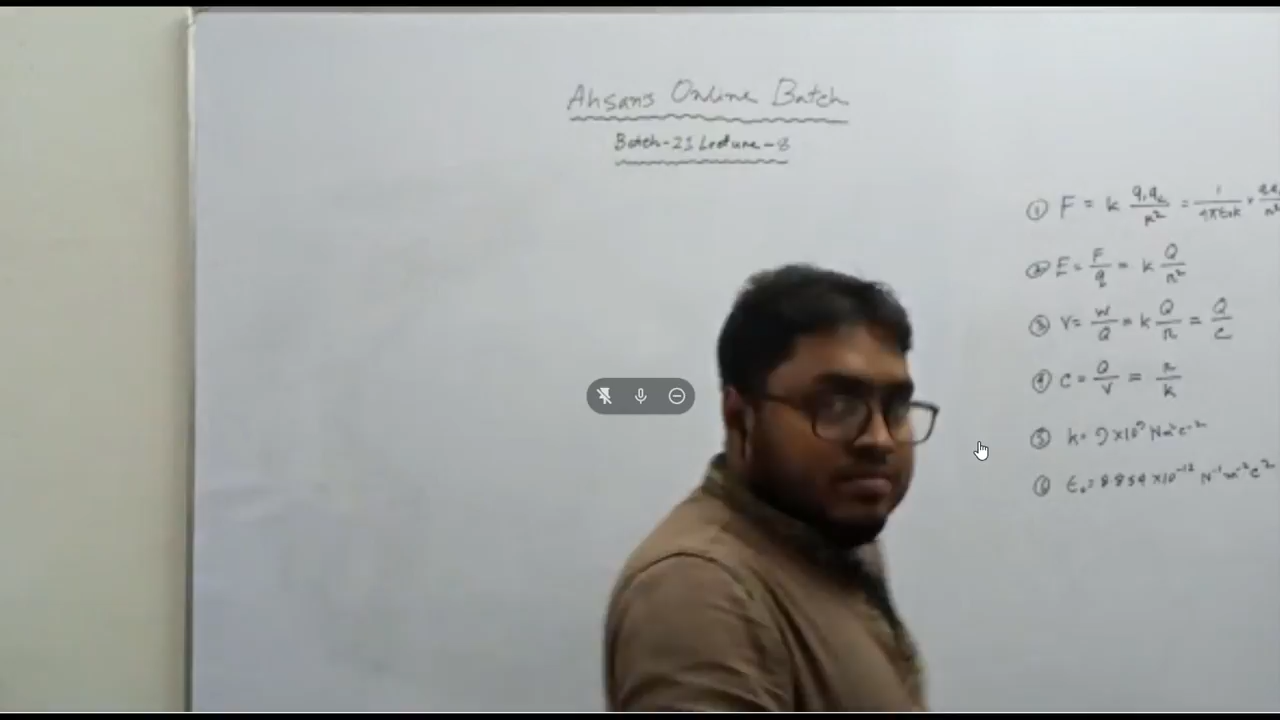 Ahsan's Online Batch
Batch-21 Lecture-8
① F = k q₁q₂/r² = 1/4πε₀k ×
② E = F/q = k Q/r²
③ V = W/Q = k Q/r = Q/C
④ C = Q/V = r/k
⑤ k = 9×10⁹ Nm²c⁻²
⑥ ε₀ = 8.854×10⁻¹² N⁻¹m⁻²c²